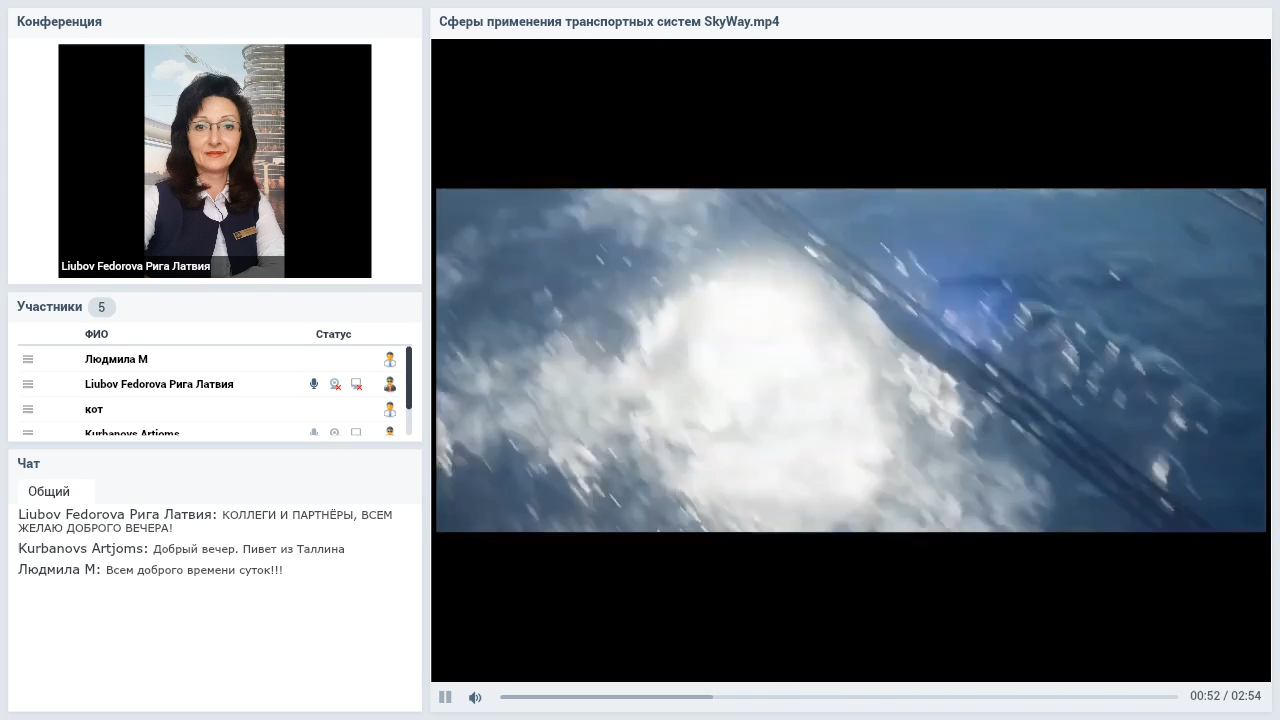 Конференция
Liubov Fedorova Рига Латвия
Участники 5
ФИО Статус
Людмила М
Liubov Fedorova Рига Латвия
кот
Kurbanovs Artjoms
Чат
Общий
Liubov Fedorova Рига Латвия: КОЛЛЕГИ И ПАРТНЁРЫ, ВСЕМ
ЖЕЛАЮ ДОБРОГО ВЕЧЕРА!
Kurbanovs Artjoms: Добрый вечер. Пивет из Таллина
Людмила М: Всем доброго времени суток!!!
Сферы применения транспортных систем SkyWay.mp4
00:52 / 02:54